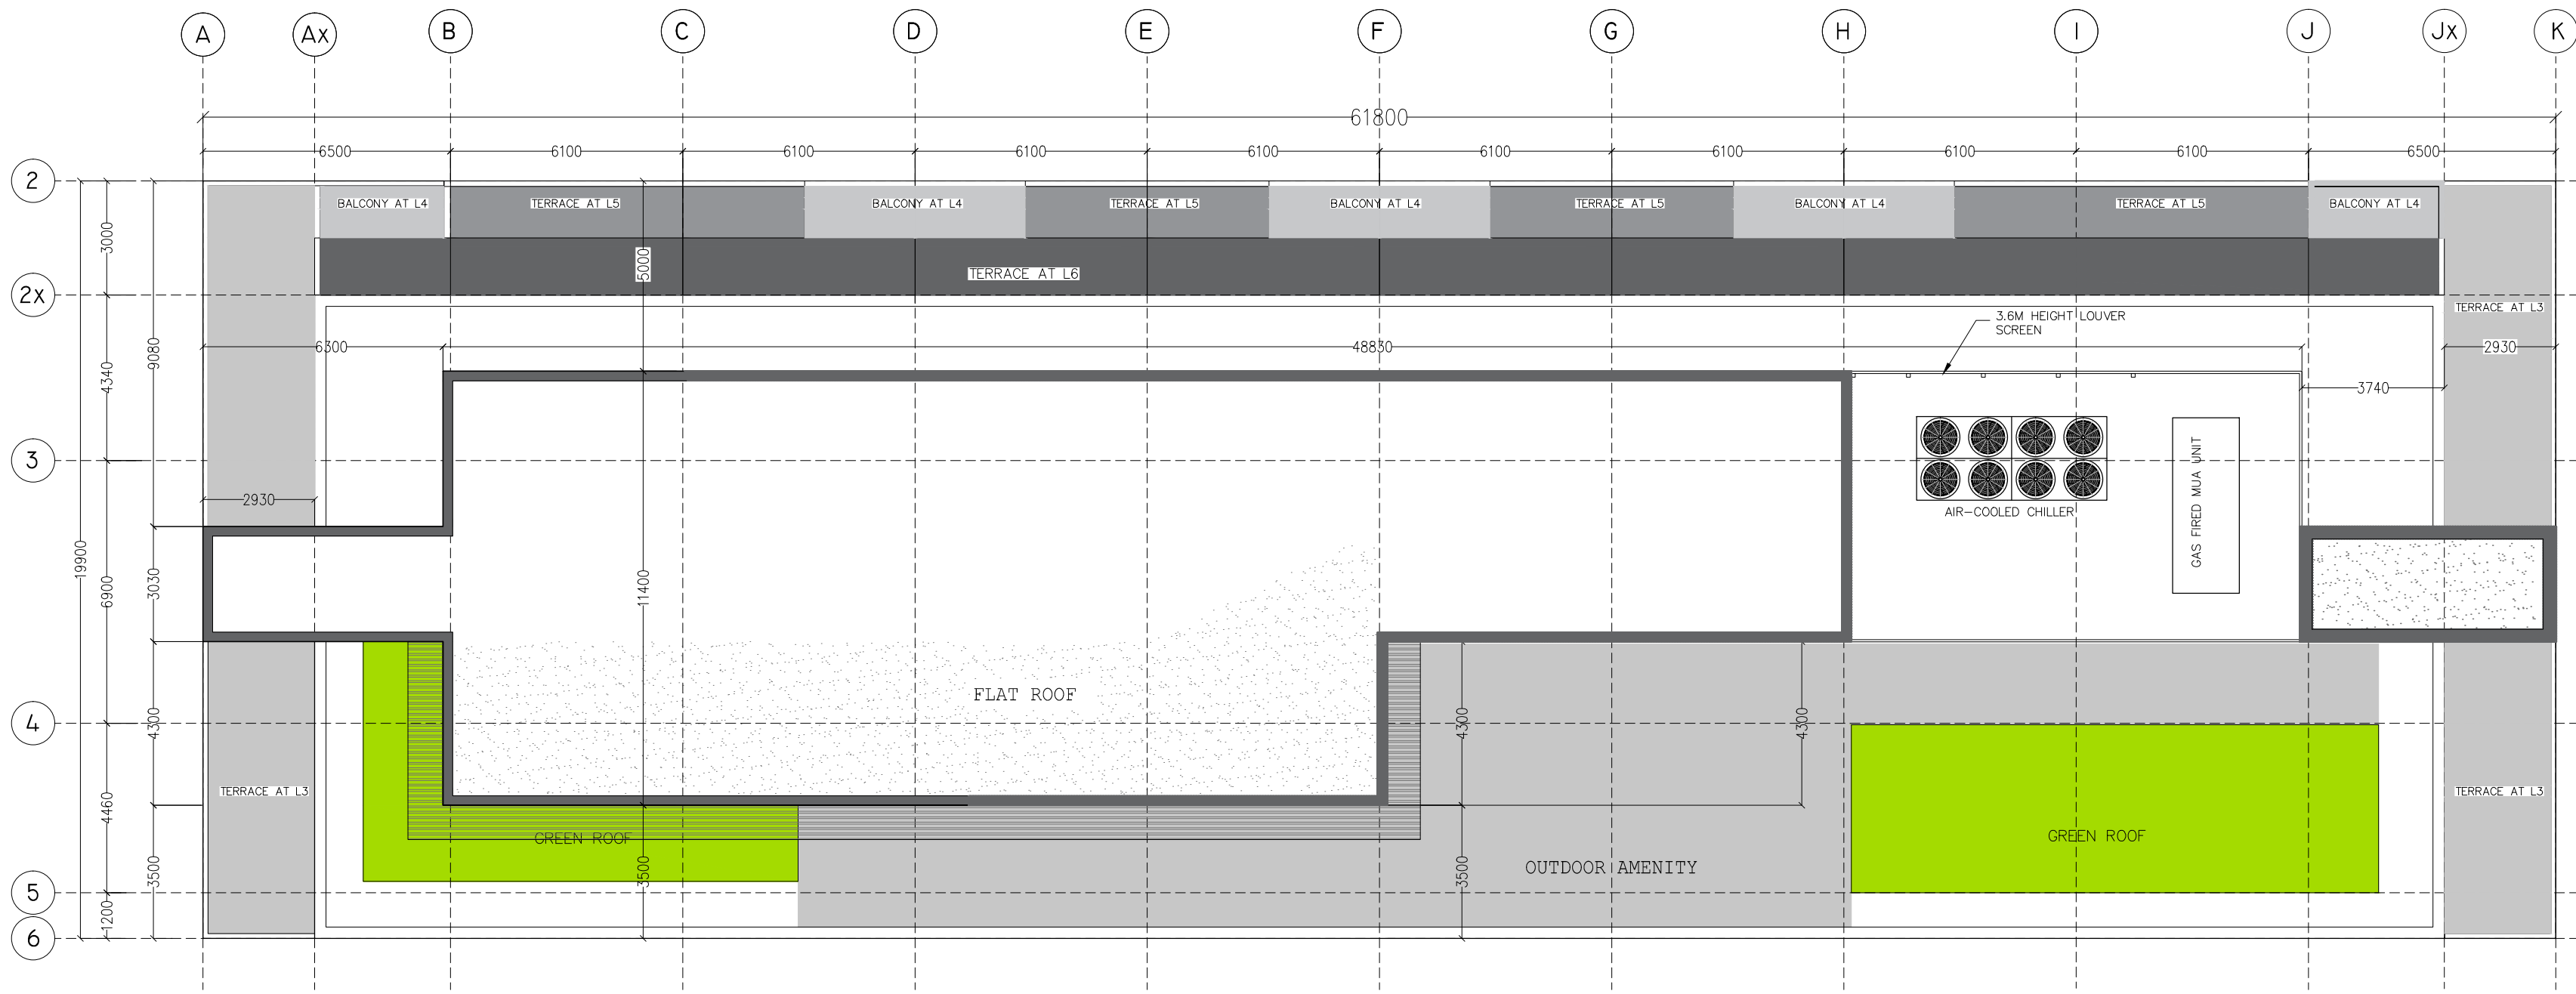 A
Ax
B
C
D
E
F
G
H
I
J
Jx
K
61800
6500
6100
6100
6100
6100
6100
6100
6100
6100
6500
2
BALCONY AT L4
TERRACE AT L5
BALCONY AT L4
TERRACE AT L5
BALCONY AT L4
TERRACE AT L5
BALCONY AT L4
TERRACE AT L5
BALCONY AT L4
3000
5000
TERRACE AT L6
2x
TERRACE AT L3
3.6M HEIGHT LOUVER
SCREEN
6300
48830
2930
9080
4340
3740
3
2930
AIR-COOLED CHILLER
GAS FIRED MUA UNIT
19900
6900
3030
11400
FLAT ROOF
4
4300
4300
4300
TERRACE AT L3
TERRACE AT L3
4460
GREEN ROOF
GREEN ROOF
OUTDOOR AMENITY
3500
3500
3500
5
1200
6